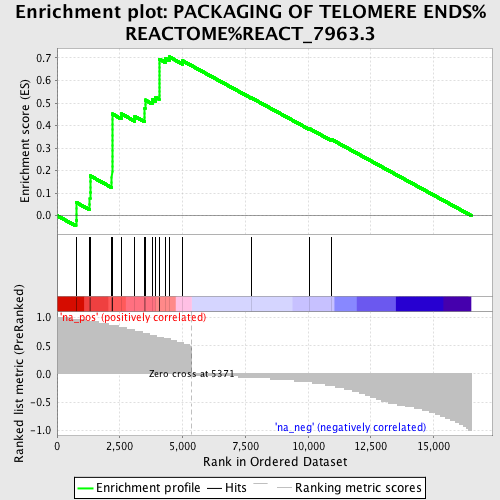 Enrichment plot: PACKAGING OF TELOMERE ENDS%
REACTOME%REACT_7963.3
Enrichment score (ES)
0.7
0.6
0.5
0.4
0.3
0.2
0.1
0.0
Ranked list metric (PreRanked)
1.0
0.5
0.0
-0.5
-1.0
'na_pos' (positively correlated)
Zero cross at 5371
'na_neg' (negatively correlated)
0
2,500
5,000
7,500
10,000
12,500
15,000
Rank in Ordered Dataset
Enrichment profile
Hits
Ranking metric scores